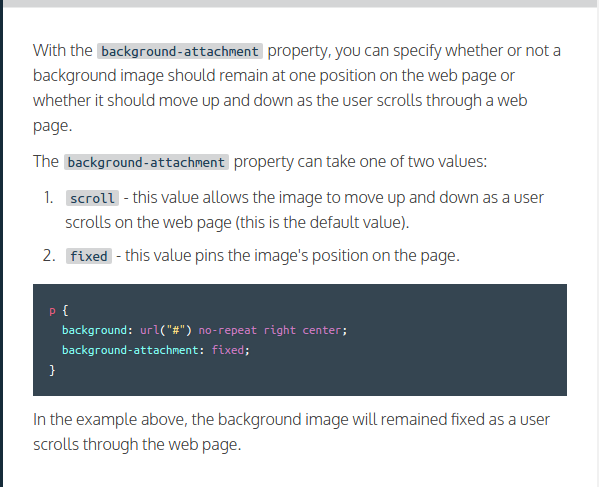 With the background-attachment property, you can specify whether or not a
background image should remain at one position on the web page or
whether it should move up and down as the user scrolls through a web
page.
The background-attachment property can take one of two values:
1. scroll - this value allows the image to move up and down as a user
scrolls on the web page (this is the default value).
2. fixed - this value pins the image's position on the page.
p {
  background: url("#") no-repeat right center;
  background-attachment: fixed;
}
In the example above, the background image will remained fixed as a user
scrolls through the web page.